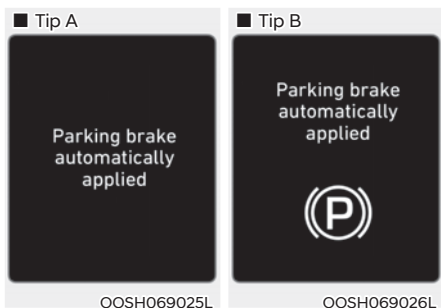 ■ Tip A
Parking brake
automatically
applied
OOSH069025L
■ Tip B
Parking brake
automatically
applied
P
OOSH069026L